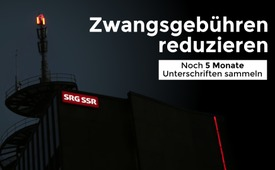 Zwangsgebühren
reduzieren
Noch 5 Monate
Unterschriften sammeln
SRG SSR